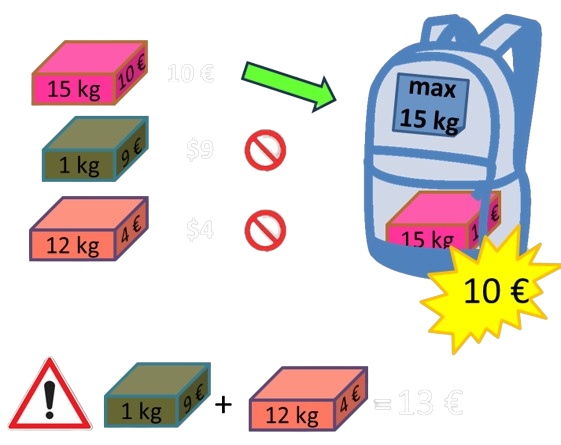 15 kg 10 € 10 €
max
15 kg
1 kg 9 € $9
12 kg 4 € $4
15 kg 1 €
10 €
1 kg 9 € + 12 kg 4 € = 13 €